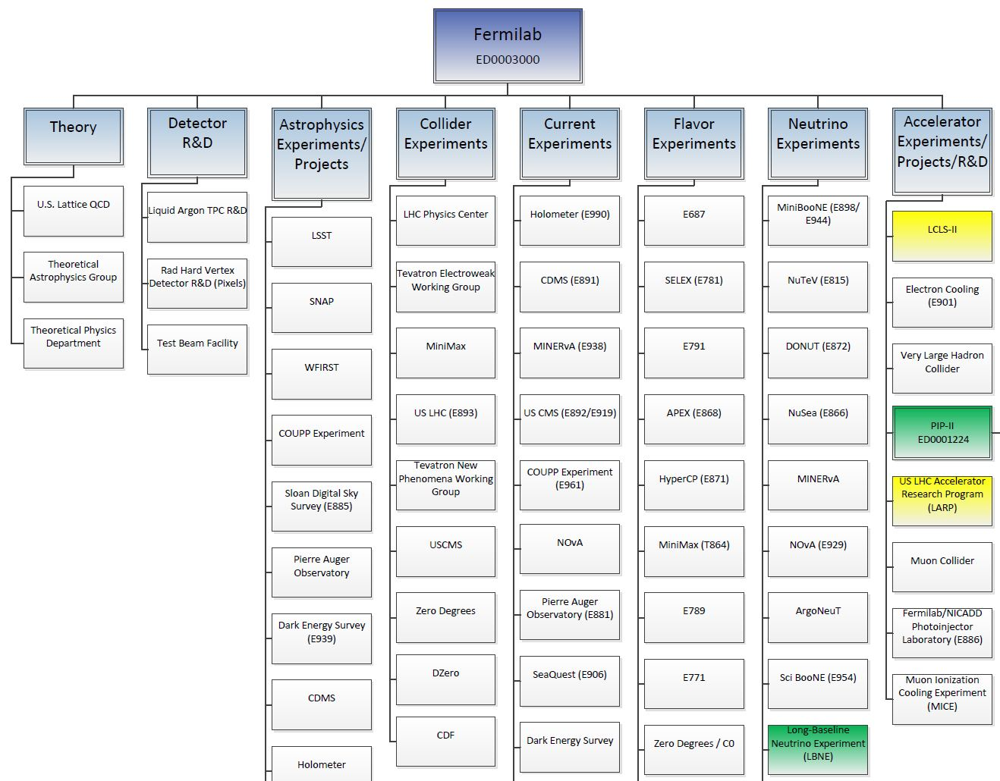 Fermilab
ED0003000
Theory
U.S. Lattice QCD
Theoretical
Astrophysics Group
Theoretical Physics
Department
Detector
R&D
Liquid Argon TPC R&D
Rad Hard Vertex
Detector R&D (Pixels)
Test Beam Facility
Astrophysics
Experiments/
Projects
LSST
SNAP
WFIRST
COUPP Experiment
Sloan Digital Sky
Survey (E885)
Pierre Auger
Observatory
Dark Energy Survey
(E939)
CDMS
Holometer
Collider
Experiments
LHC Physics Center
Tevatron Electroweak
Working Group
MiniMax
US LHC (E893)
Tevatron New
Phenomena Working
Group
USCMS
Zero Degrees
DZero
CDF
Current
Experiments
Holometer (E990)
CDMS (E891)
MINERvA (E938)
US CMS (E892/E919)
COUPP Experiment
(E961)
NOvA
Pierre Auger
Observatory (E881)
SeaQuest (E906)
Dark Energy Survey
Flavor
Experiments
E687
SELEX (E781)
E791
APEX (E868)
HyperCP (E871)
MiniMax (T864)
E789
E771
Zero Degrees / C0
Neutrino
Experiments
MiniBooNE (E898/
E944)
NuTeV (E815)
DONUT (E872)
NuSea (E866)
MINERvA
NOvA (E929)
ArgoNeuT
Sci BooNE (E954)
Long-Baseline
Neutrino Experiment
(LBNE)
Accelerator
Experiments/
Projects/R&D
LCLS-II
Electron Cooling
(E901)
Very Large Hadron
Collider
PIP-II
ED0001224
US LHC Accelerator
Research Program
(LARP)
Muon Collider
Fermilab/NICADD
Photoinjector
Laboratory (E886)
Muon Ionization
Cooling Experiment
(MICE)